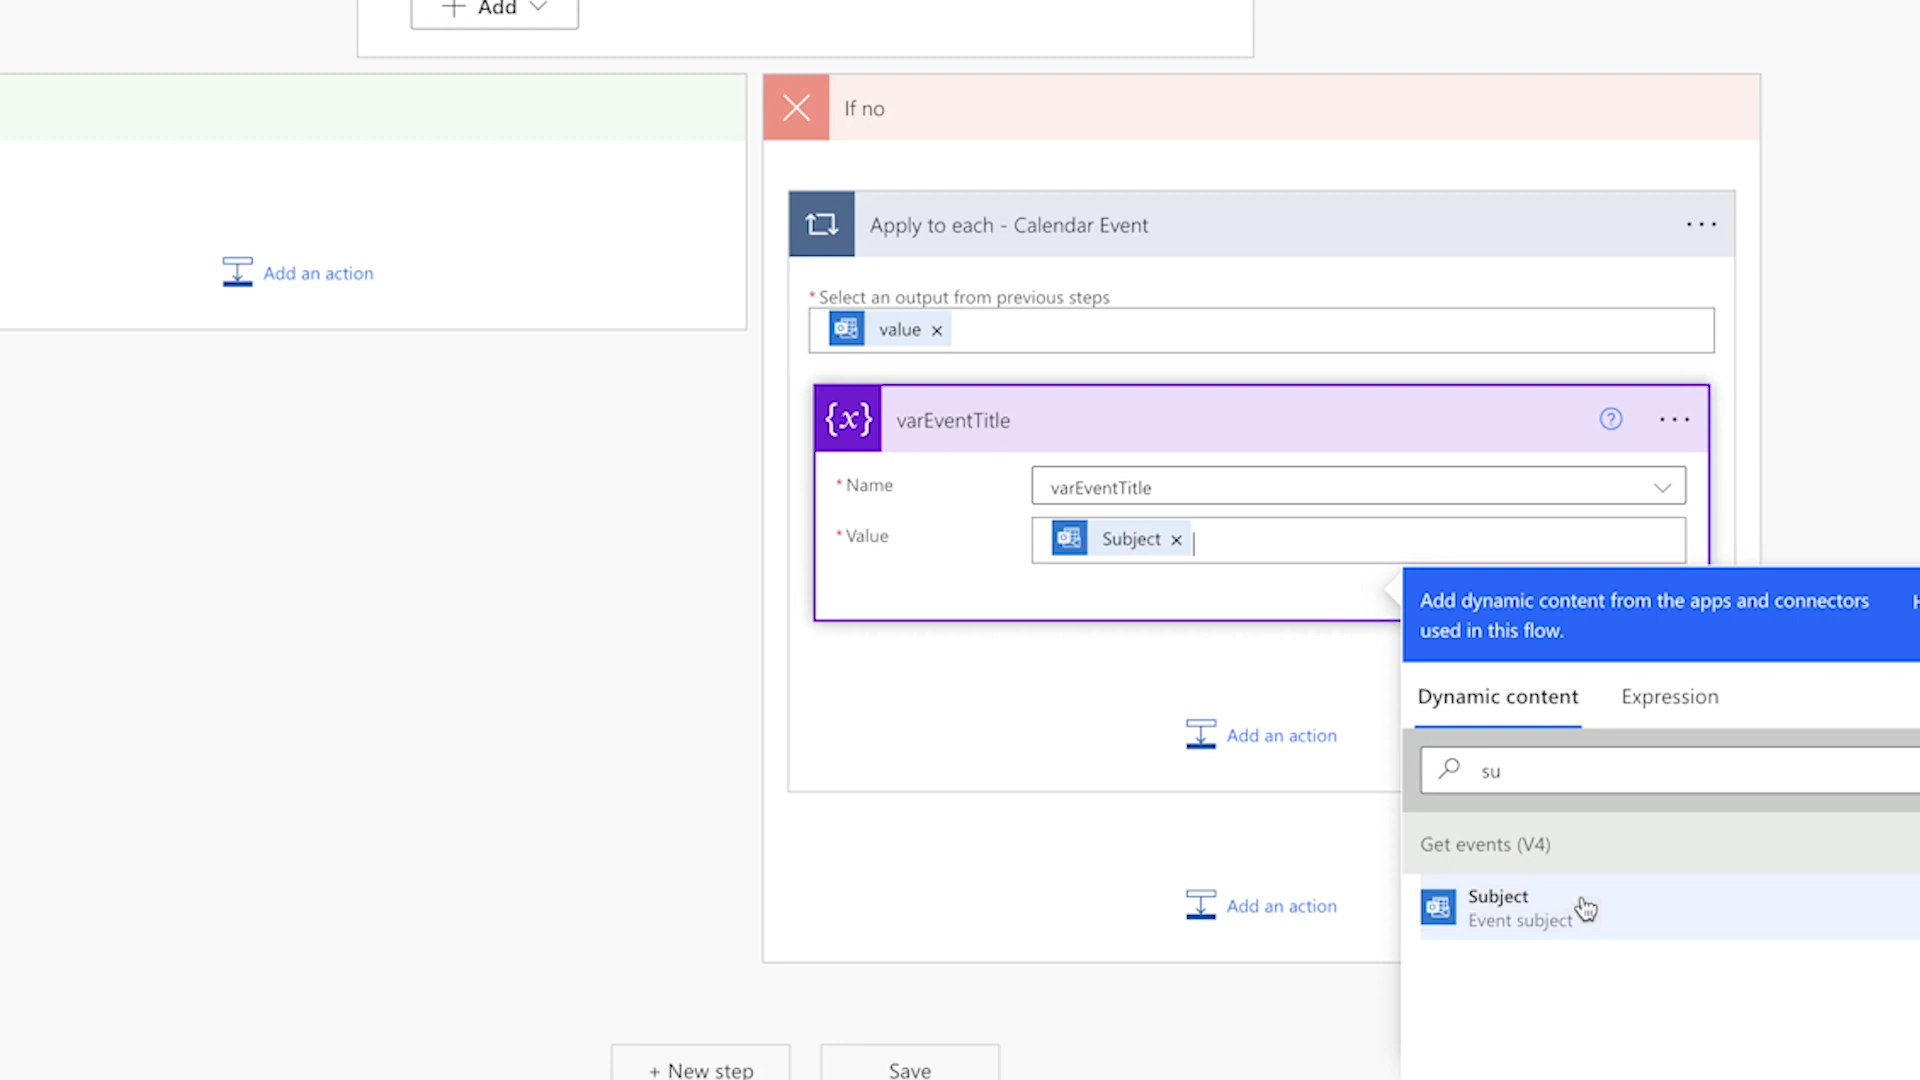 Add
If no
Apply to each - Calendar Event
Add an action
* Select an output from previous steps
value ×
{x} varEventTitle
* Name varEventTitle
* Value Subject ×
Add dynamic content from the apps and connectors
used in this flow.
Dynamic content Expression
Add an action
su
Get events (V4)
Subject
Event subject
Add an action
+ New step Save